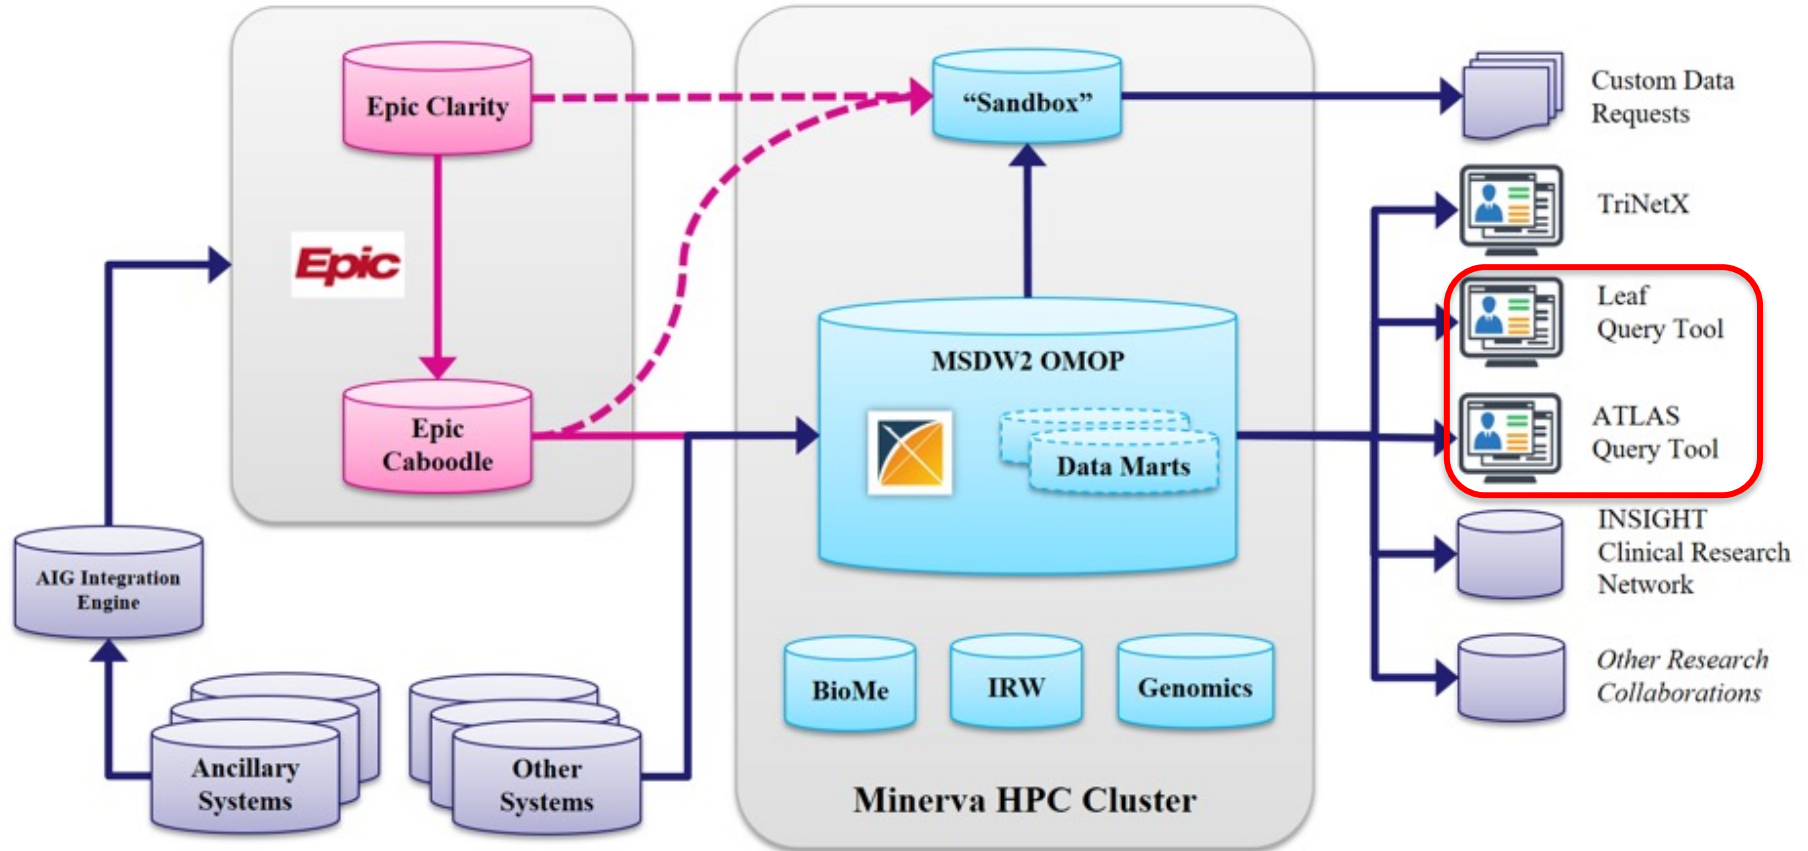 Epic Clarity
Epic
Epic
Caboodle
AIG Integration
Engine
Ancillary
Systems
Other
Systems
“Sandbox”
MSDW2 OMOP
Data Marts
BioMe
IRW
Genomics
Minerva HPC Cluster
Custom Data
Requests
TriNetX
Leaf
Query Tool
ATLAS
Query Tool
INSIGHT
Clinical Research
Network
Other Research
Collaborations